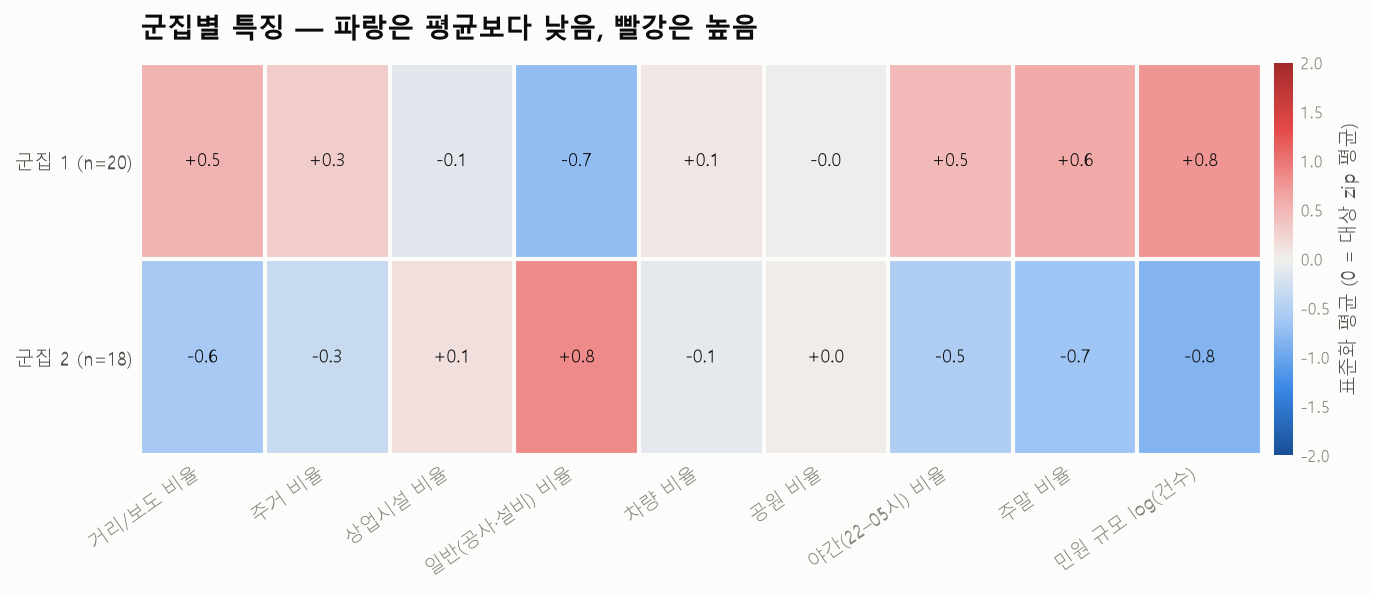 군집별 특징 — 파랑은 평균보다 낮음, 빨강은 높음
군집 1 (n=20)
+0.5 +0.3 -0.1 -0.7 +0.1 -0.0 +0.5 +0.6 +0.8
군집 2 (n=18)
-0.6 -0.3 +0.1 +0.8 -0.1 +0.0 -0.5 -0.7 -0.8
거리/보도 비율
주거 비율
상업시설 비율
일반(공사·설비) 비율
차량 비율
공원 비율
야간(22–05시) 비율
주말 비율
민원 규모 log(건수)
2.0
1.5
1.0
0.5
0.0
-0.5
-1.0
-1.5
-2.0
표준화 평균 (0 = 대상 zip 평균)